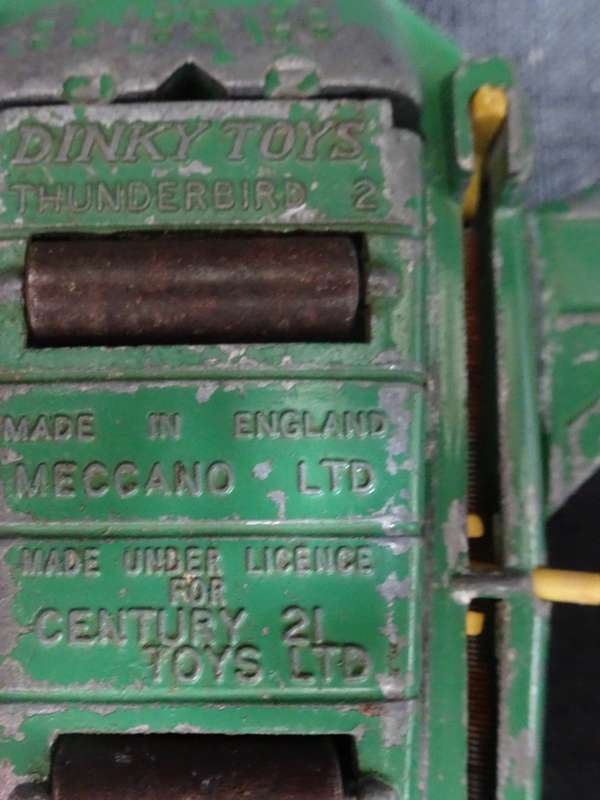 DINKY TOYS
THUNDERBIRD 2
MADE IN ENGLAND
MECCANO LTD
MADE UNDER LICENCE
FOR
CENTURY 21
TOYS LTD